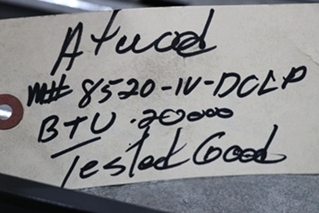 Atwood
M# 8520-IV-DCLP
BTU.20000
Tested Good